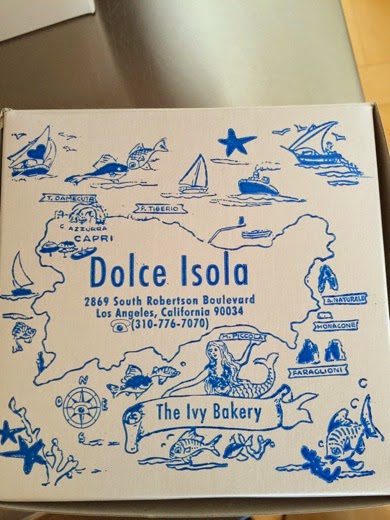 T. DAMECUTA
P. TIBERIO
G. AZZURRA
CAPRI
Dolce Isola
2869 South Robertson Boulevard
Los Angeles, California 90034
(310-776-7070)
A. NATURALE
MONACONE
M. PICCOLA
FARAGLIONI
The Ivy Bakery